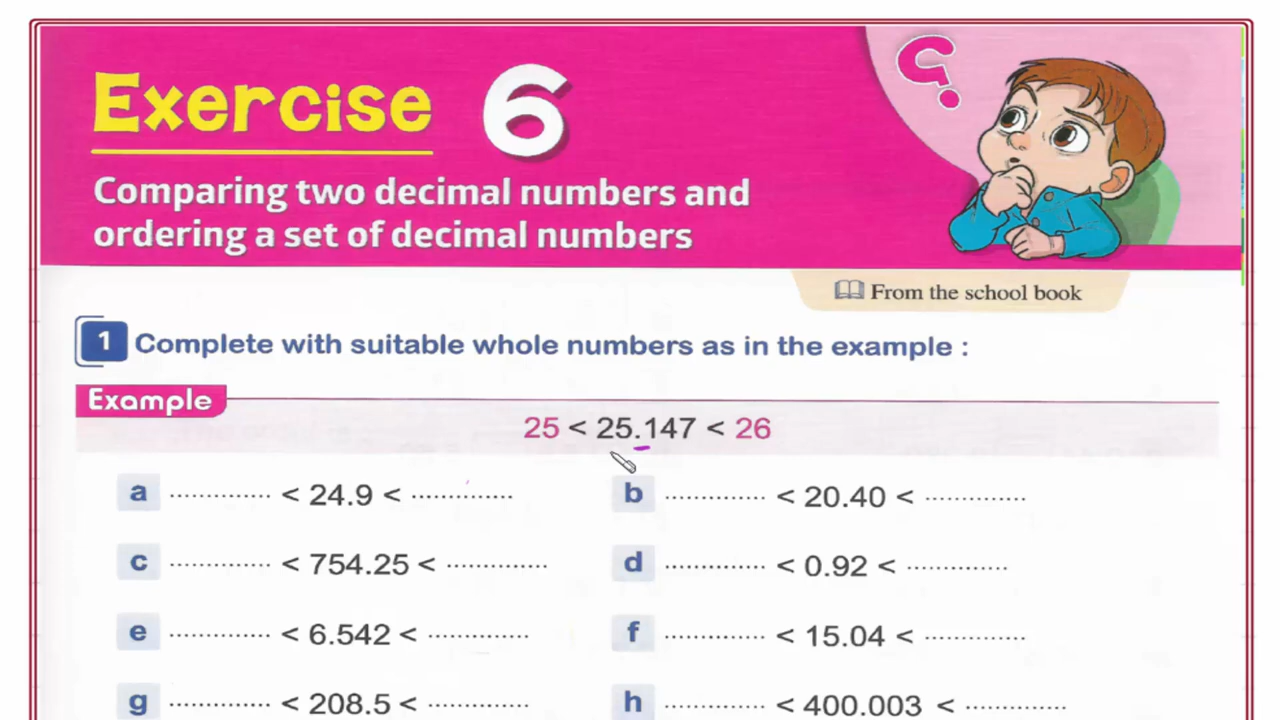 Exercise 6
Comparing two decimal numbers and
ordering a set of decimal numbers
?
From the school book
1 Complete with suitable whole numbers as in the example :
Example
25 < 25.147 < 26
a ............. < 24.9 < ............. b ............. < 20.40 < .............
c ............. < 754.25 < ............. d ............. < 0.92 < .............
e ............. < 6.542 < ............. f ............. < 15.04 < .............
g ............. < 208.5 < ............. h ............. < 400.003 < .............